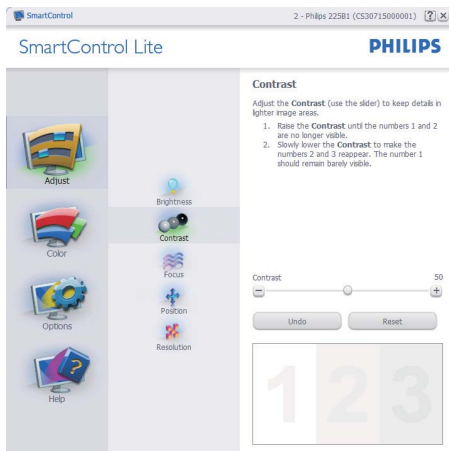 SmartControl
2 - Philips 225B1 (CS30715000001)
? ×
SmartControl Lite
PHILIPS
Adjust
Color
Options
Help
Brightness
Contrast
Focus
Position
Resolution
Contrast
Adjust the Contrast (use the slider) to keep details in
lighter image areas.
1. Raise the Contrast until the numbers 1 and 2
are no longer visible.
2. Slowly lower the Contrast to make the
numbers 2 and 3 reappear. The number 1
should remain barely visible.
Contrast 50
− +
Undo Reset
1 2 3